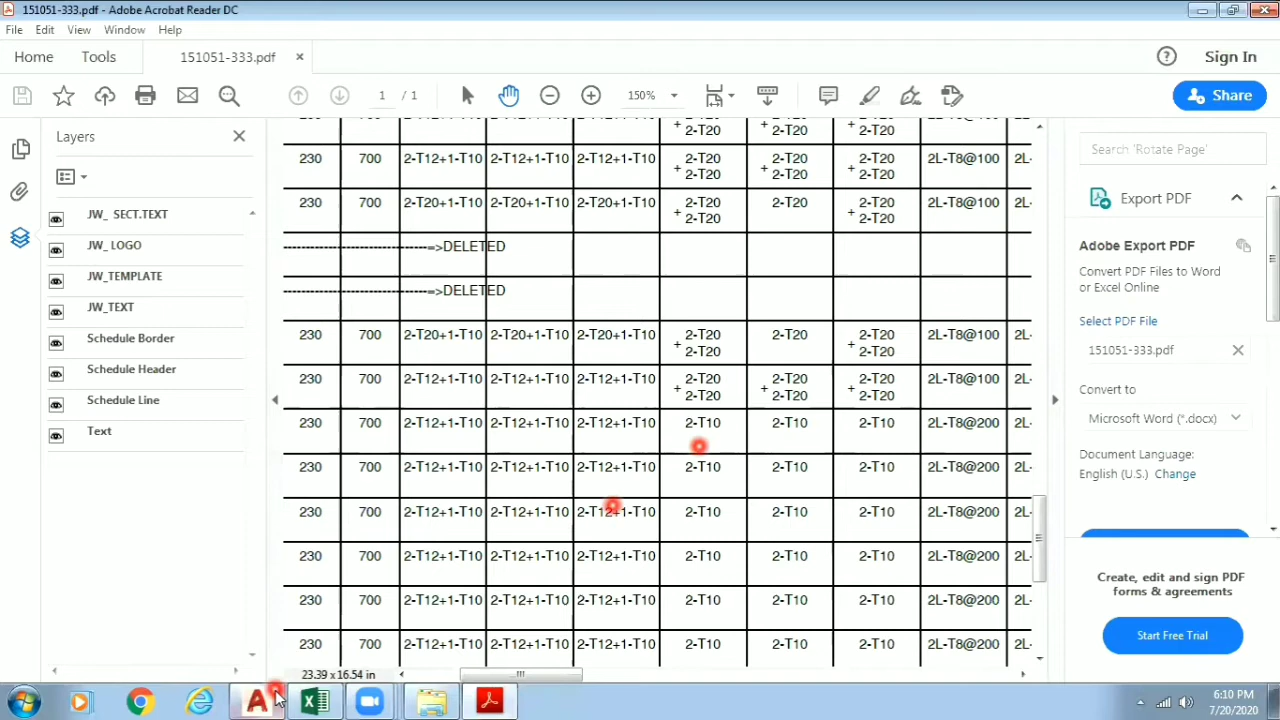 151051-333.pdf - Adobe Acrobat Reader DC
File Edit View Window Help
Home Tools 151051-333.pdf × Sign In
1 / 1 150% Share
Layers
JW_ SECT.TEXT
JW_ LOGO
JW_TEMPLATE
JW_TEXT
Schedule Border
Schedule Header
Schedule Line
Text
+ 2-T20 + 2-T20 + 2-T20
230 700 2-T12+1-T10 2-T12+1-T10 2-T12+1-T10 2-T20 2-T20 2-T20 2L-T8@100 2L-
+ 2-T20 + 2-T20 + 2-T20
230 700 2-T20+1-T10 2-T20+1-T10 2-T20+1-T10 2-T20 2-T20 2-T20 2L-T8@100 2L-
+ 2-T20 + 2-T20
=>DELETED
=>DELETED
230 700 2-T20+1-T10 2-T20+1-T10 2-T20+1-T10 2-T20 2-T20 2-T20 2L-T8@100 2L-
+ 2-T20 + 2-T20
230 700 2-T12+1-T10 2-T12+1-T10 2-T12+1-T10 2-T20 2-T20 2-T20 2L-T8@100 2L-
+ 2-T20 + 2-T20 + 2-T20
230 700 2-T12+1-T10 2-T12+1-T10 2-T12+1-T10 2-T10 2-T10 2-T10 2L-T8@200 2L-
230 700 2-T12+1-T10 2-T12+1-T10 2-T12+1-T10 2-T10 2-T10 2-T10 2L-T8@200 2L-
230 700 2-T12+1-T10 2-T12+1-T10 2-T12+1-T10 2-T10 2-T10 2-T10 2L-T8@200 2L-
230 700 2-T12+1-T10 2-T12+1-T10 2-T12+1-T10 2-T10 2-T10 2-T10 2L-T8@200 2L-
230 700 2-T12+1-T10 2-T12+1-T10 2-T12+1-T10 2-T10 2-T10 2-T10 2L-T8@200 2L-
230 700 2-T12+1-T10 2-T12+1-T10 2-T12+1-T10 2-T10 2-T10 2-T10 2L-T8@200 2L-
23.39 x 16.54 in
Search 'Rotate Page'
Export PDF
Adobe Export PDF
Convert PDF Files to Word
or Excel Online
Select PDF File
151051-333.pdf
Convert to
Microsoft Word (*.docx)
Document Language:
English (U.S.) Change
Create, edit and sign PDF
forms & agreements
Start Free Trial
6:10 PM
7/20/2020